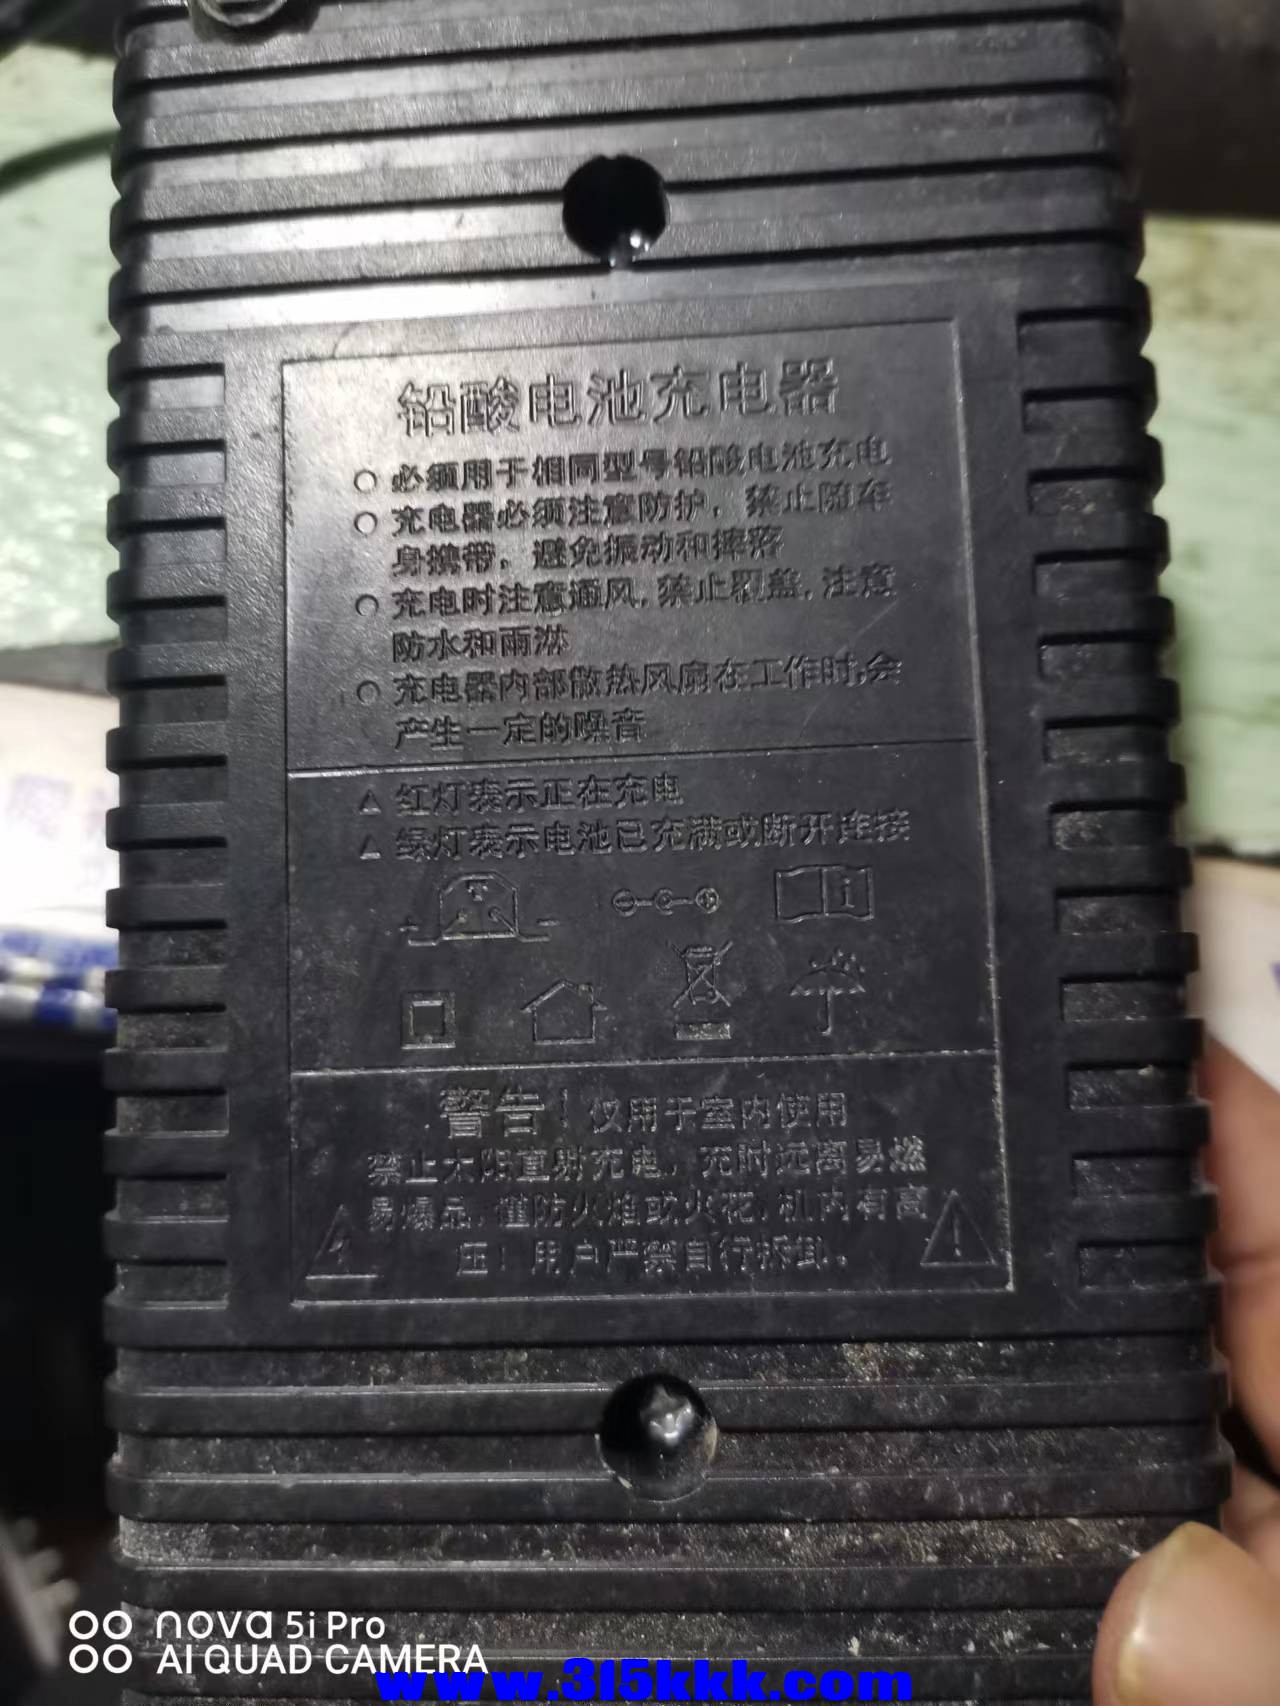 铅酸电池充电器
○ 必须用于相同型号铅酸电池充电
○ 充电器必须注意防护，禁止随车
身携带，避免振动和摔落
○ 充电时注意通风,禁止覆盖,注意
防水和雨淋
○ 充电器内部散热风扇在工作时,会
产生一定的噪音
△ 红灯表示正在充电
△ 绿灯表示电池已充满或断开连接
警告！仅用于室内使用
禁止太阳直射充电，充时远离易燃
易爆品,谨防火焰或火花,机内有高
压！用户严禁自行拆卸。
nova 5i Pro
AI QUAD CAMERA
www.315kkk.com